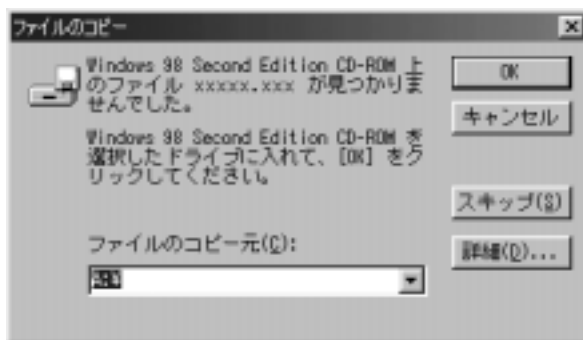 ファイルのコピー
Windows 98 Second Edition CD-ROM 上
のファイル xxxxx.xxx が見つかりま
せんでした。
Windows 98 Second Edition CD-ROM を
選択したドライブに入れて、[OK] をク
リックしてください。
ファイルのコピー元(C):
OK
キャンセル
スキップ(S)
詳細(D)...